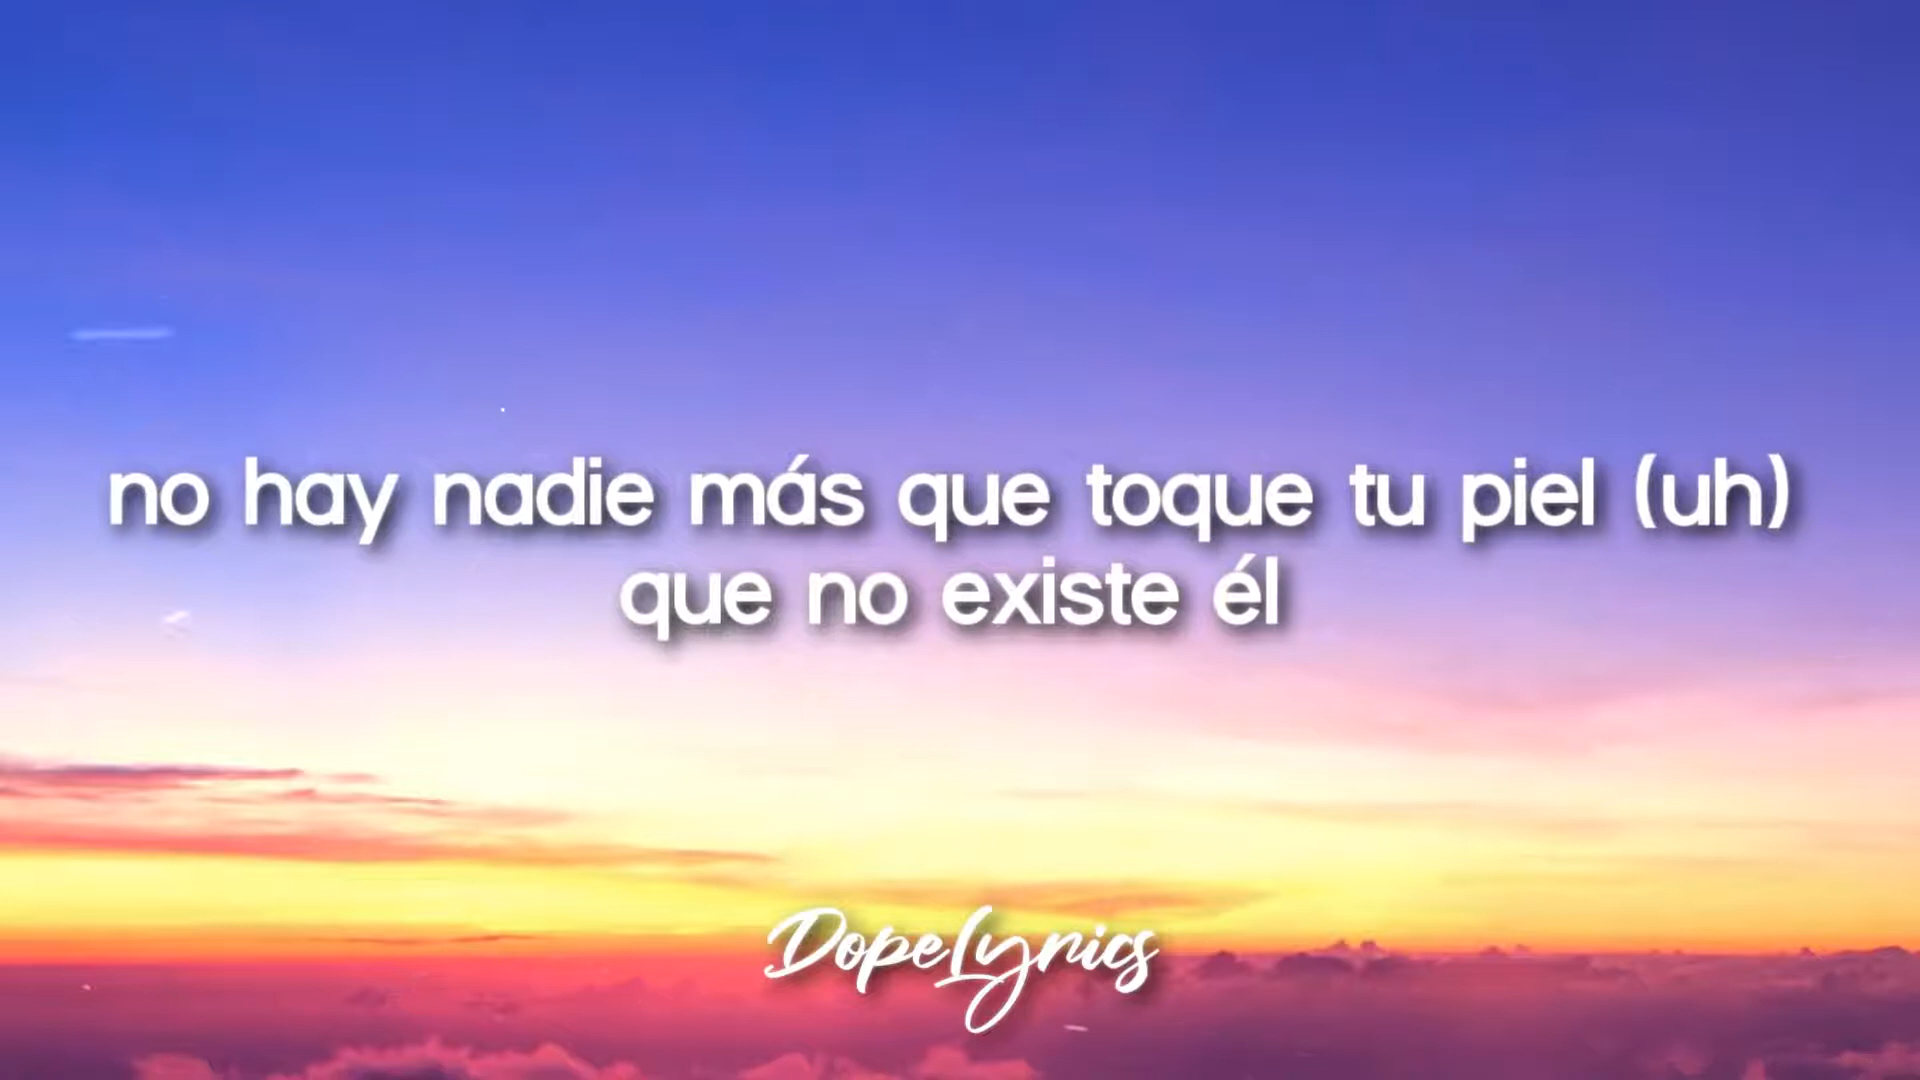 no hay nadie más que toque tu piel (uh)
que no existe él
DopeLyrics